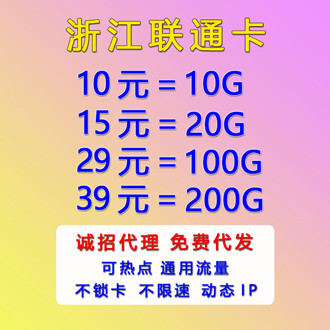 浙江联通卡
10元=10G
15元=20G
29元=100G
39元=200G
诚招代理 免费代发
可热点 通用流量
不锁卡 不限速 动态IP